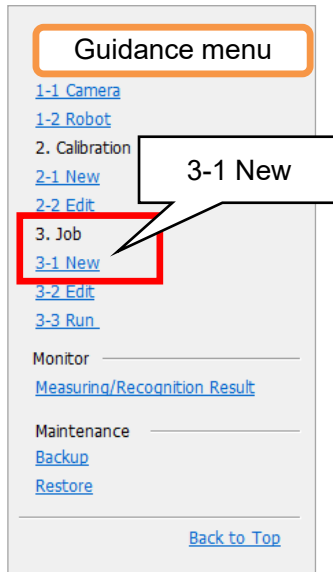 Guidance menu
1-1 Camera
1-2 Robot
2. Calibration
2-1 New
2-2 Edit
3. Job
3-1 New
3-1 New
3-2 Edit
3-3 Run
Monitor
Measuring/Recognition Result
Maintenance
Backup
Restore
Back to Top